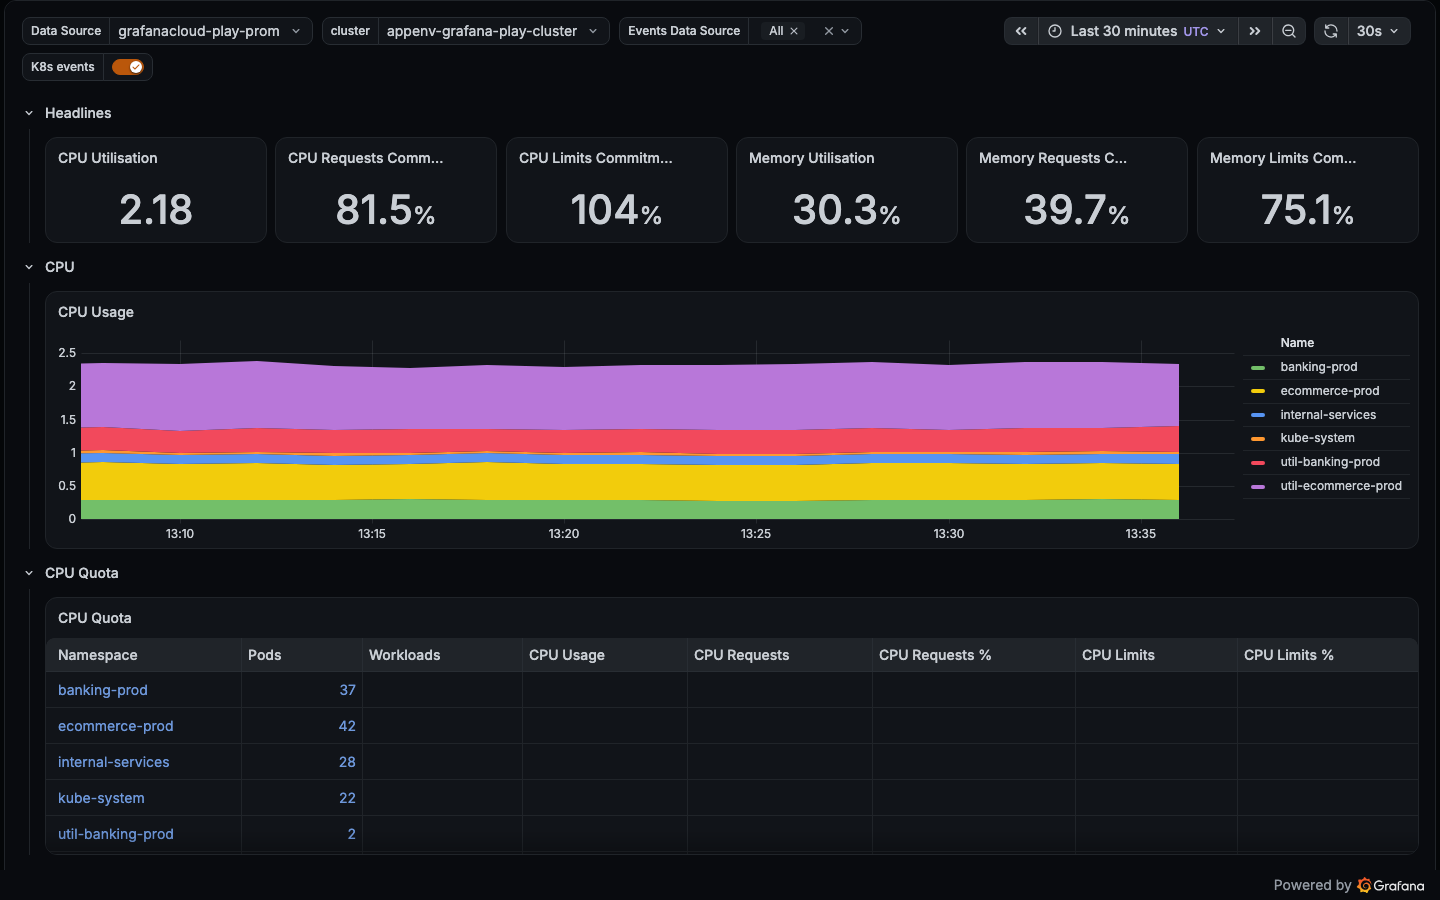 Data Source grafanacloud-play-prom cluster appenv-grafana-play-cluster Events Data Source All Last 30 minutes UTC 30s
K8s events
Headlines
CPU Utilisation
2.18
CPU Requests Comm...
81.5%
CPU Limits Commitm...
104%
Memory Utilisation
30.3%
Memory Requests C...
39.7%
Memory Limits Com...
75.1%
CPU
CPU Usage
2.5
2
1.5
1
0.5
0
13:10 13:15 13:20 13:25 13:30 13:35
Name
banking-prod
ecommerce-prod
internal-services
kube-system
util-banking-prod
util-ecommerce-prod
CPU Quota
CPU Quota
Namespace Pods Workloads CPU Usage CPU Requests CPU Requests % CPU Limits CPU Limits %
banking-prod 37
ecommerce-prod 42
internal-services 28
kube-system 22
util-banking-prod 2
Powered by Grafana